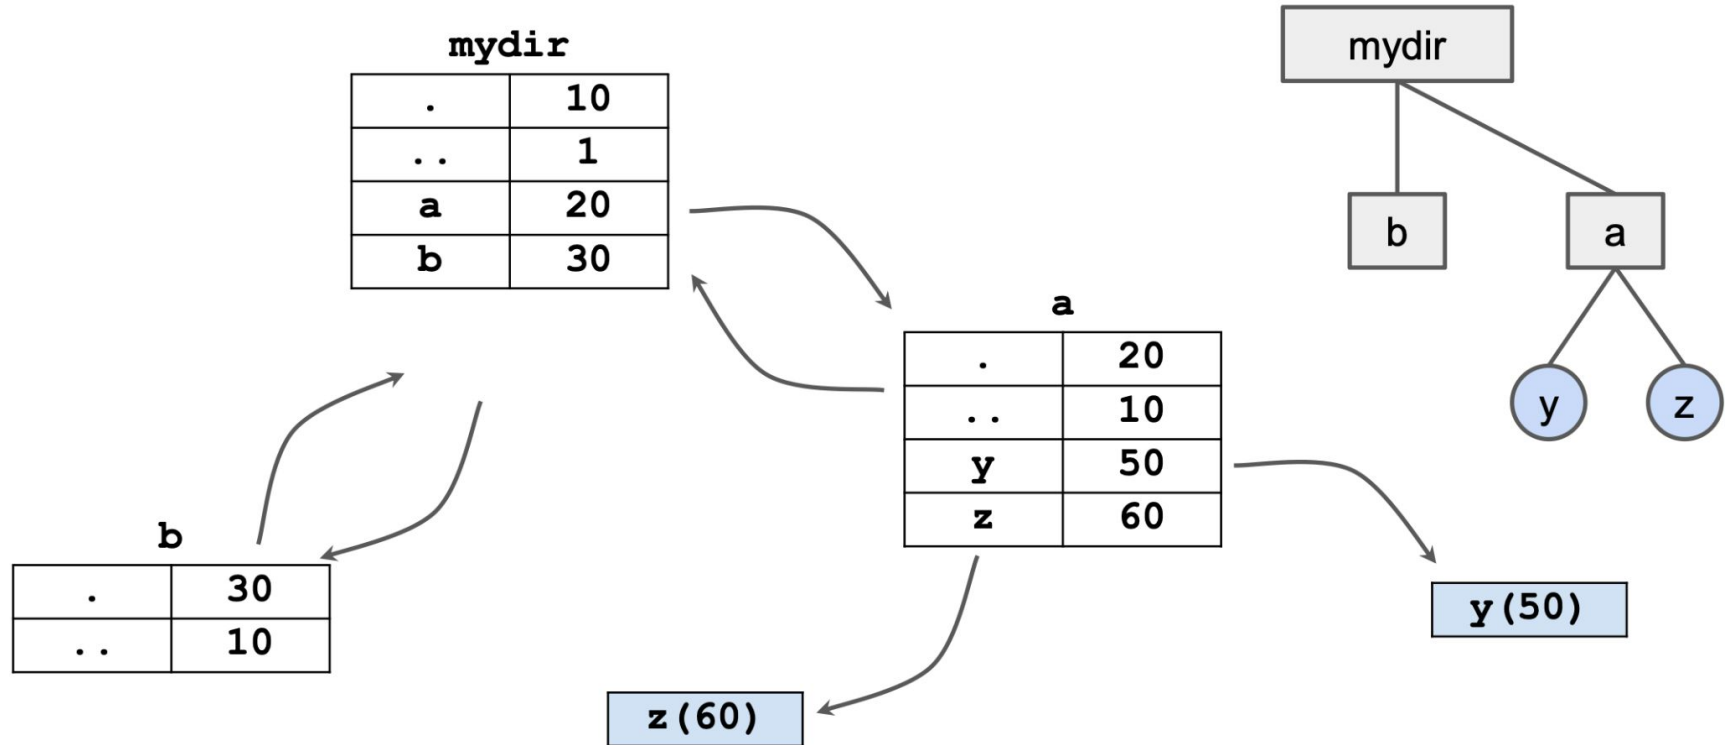 mydir
. 10
.. 1
a 20
b 30
a
. 20
.. 10
y 50
z 60
b
. 30
.. 10
y(50)
z(60)
mydir
b a
y z